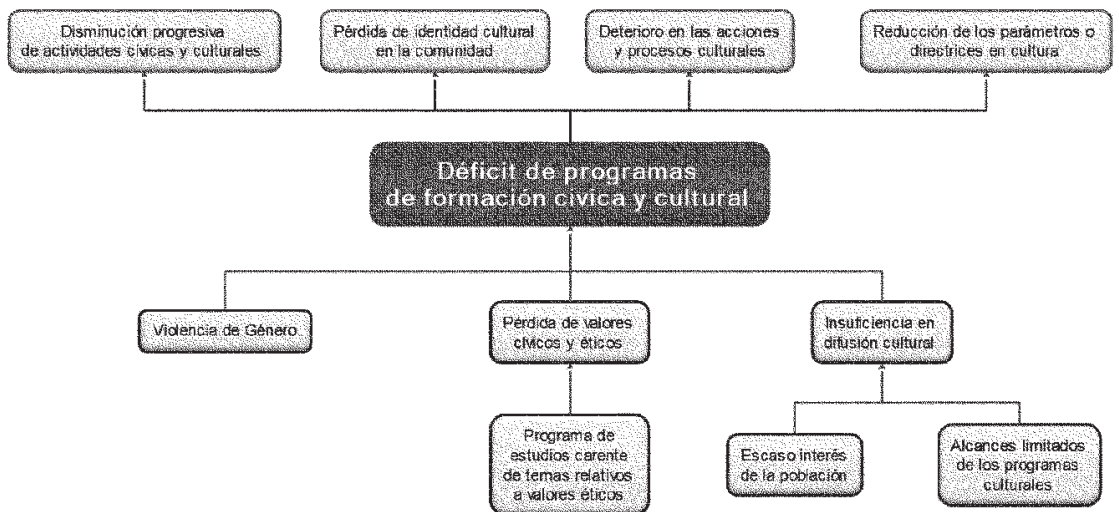 Disminución progresiva
de actividades cívicas y culturales
Pérdida de identidad cultural
en la comunidad
Deterioro en las acciones
y procesos culturales
Reducción de los parámetros o
directrices en cultura
Déficit de programas
de formación cívica y cultural
Violencia de Género
Pérdida de valores
cívicos y éticos
Insuficiencia en
difusión cultural
Programa de
estudios carente
de temas relativos
a valores éticos
Escaso interés
de la población
Alcances limitados
de los programas
culturales